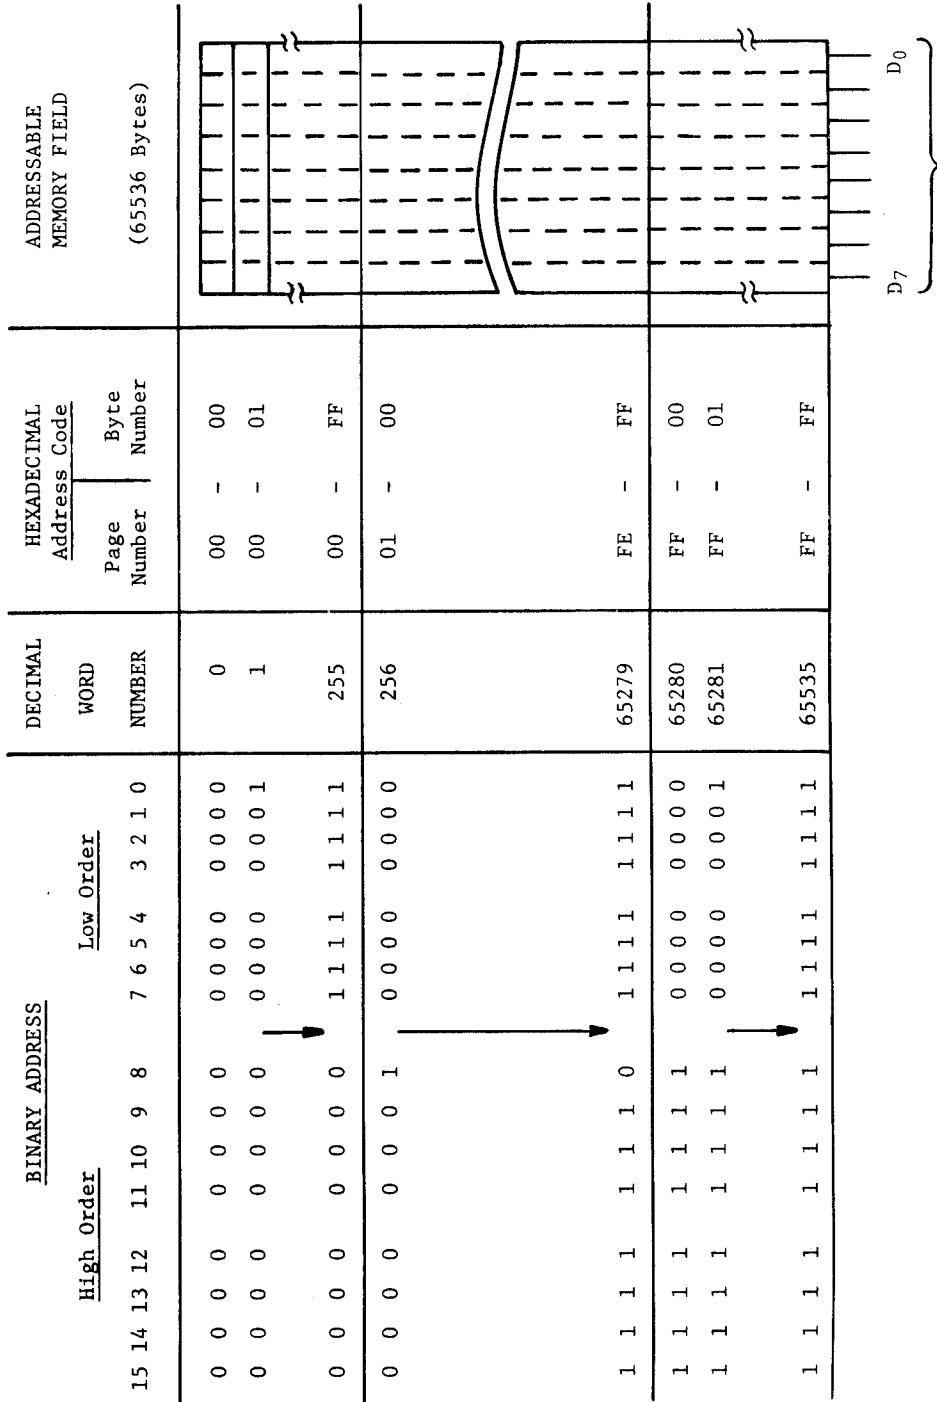 BINARY ADDRESS DECIMAL HEXADECIMAL ADDRESSABLE
High Order Low Order WORD Address Code MEMORY FIELD
Page Byte
15 14 13 12 11 10 9 8 7 6 5 4 3 2 1 0 NUMBER Number Number (65536 Bytes)
0 0 0 0 0 0 0 0 0 0 0 0 0 0 0 0 0 00 - 00
0 0 0 0 0 0 0 0 0 0 0 0 0 0 0 1 1 00 - 01
0 0 0 0 0 0 0 0 1 1 1 1 1 1 1 1 255 00 - FF
0 0 0 0 0 0 0 1 0 0 0 0 0 0 0 0 256 01 - 00
1 1 1 1 1 1 1 0 1 1 1 1 1 1 1 1 65279 FE - FF
1 1 1 1 1 1 1 1 0 0 0 0 0 0 0 0 65280 FF - 00
1 1 1 1 1 1 1 1 0 0 0 0 0 0 0 1 65281 FF - 01
1 1 1 1 1 1 1 1 1 1 1 1 1 1 1 1 65535 FF - FF
D7 D0